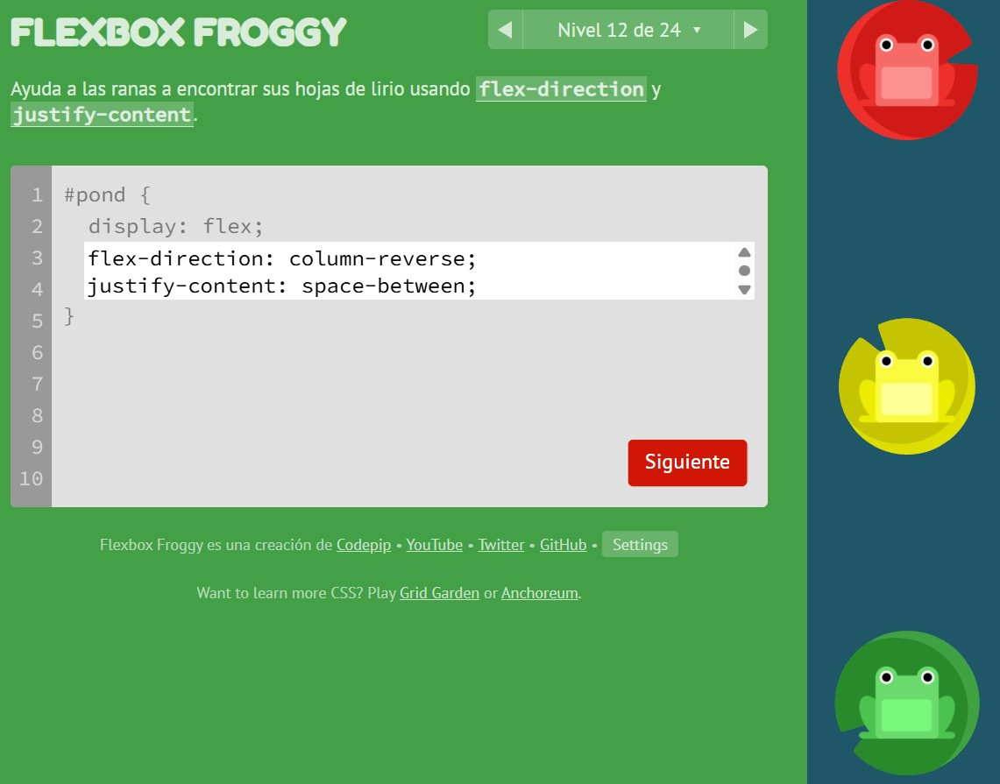 FLEXBOX FROGGY
Nivel 12 de 24 ▼
Ayuda a las ranas a encontrar sus hojas de lirio usando flex-direction y
justify-content.
1 #pond {
2 display: flex;
3 flex-direction: column-reverse;
4 justify-content: space-between;
5 }
6
7
8
9
10
Siguiente
Flexbox Froggy es una creación de Codepip • YouTube • Twitter • GitHub • Settings
Want to learn more CSS? Play Grid Garden or Anchoreum.